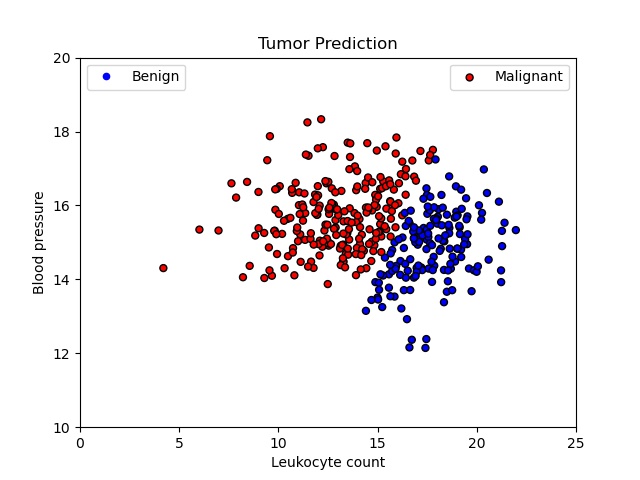 Tumor Prediction
Benign
Malignant
20
18
16
14
12
10
Blood pressure
0 5 10 15 20 25
Leukocyte count